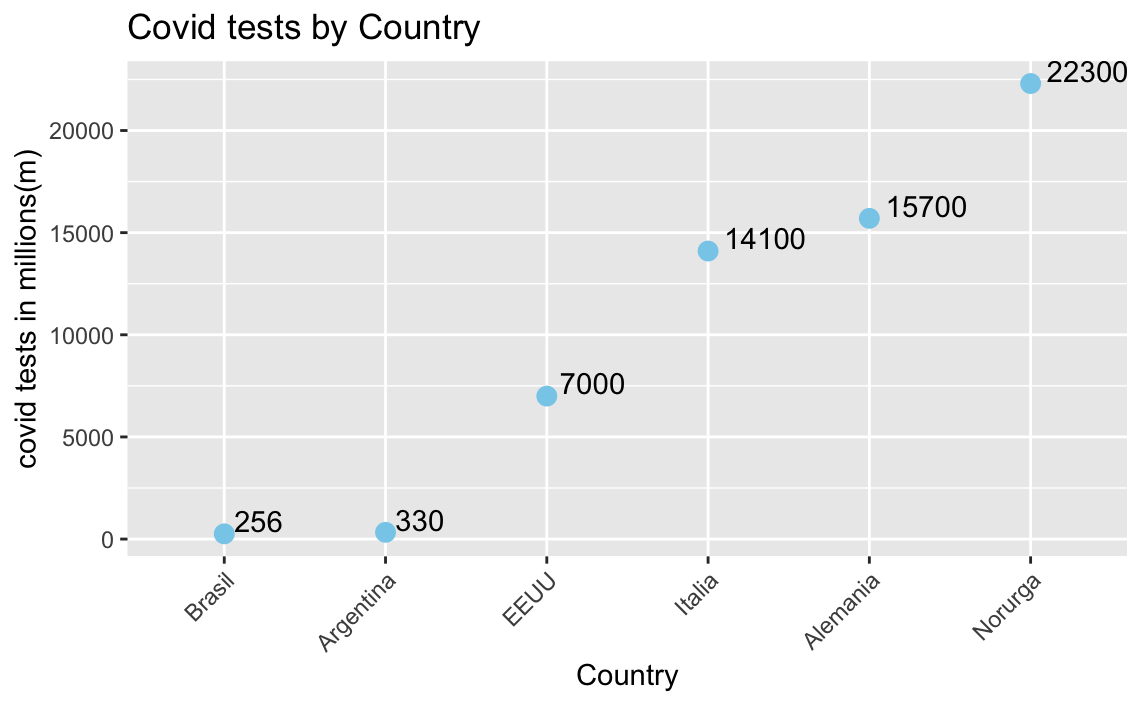 Covid tests by Country
covid tests in millions(m)
20000
15000
10000
5000
0
22300
15700
14100
7000
330
256
Brasil
Argentina
EEUU
Italia
Alemania
Norurga
Country